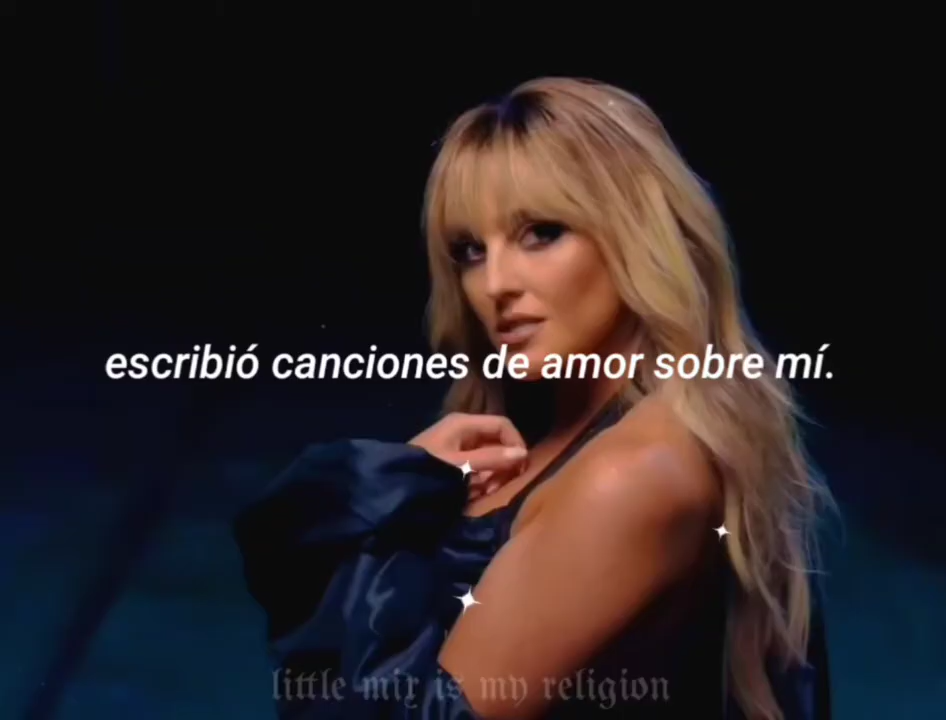 escribió canciones de amor sobre mí.
little mix is my religion